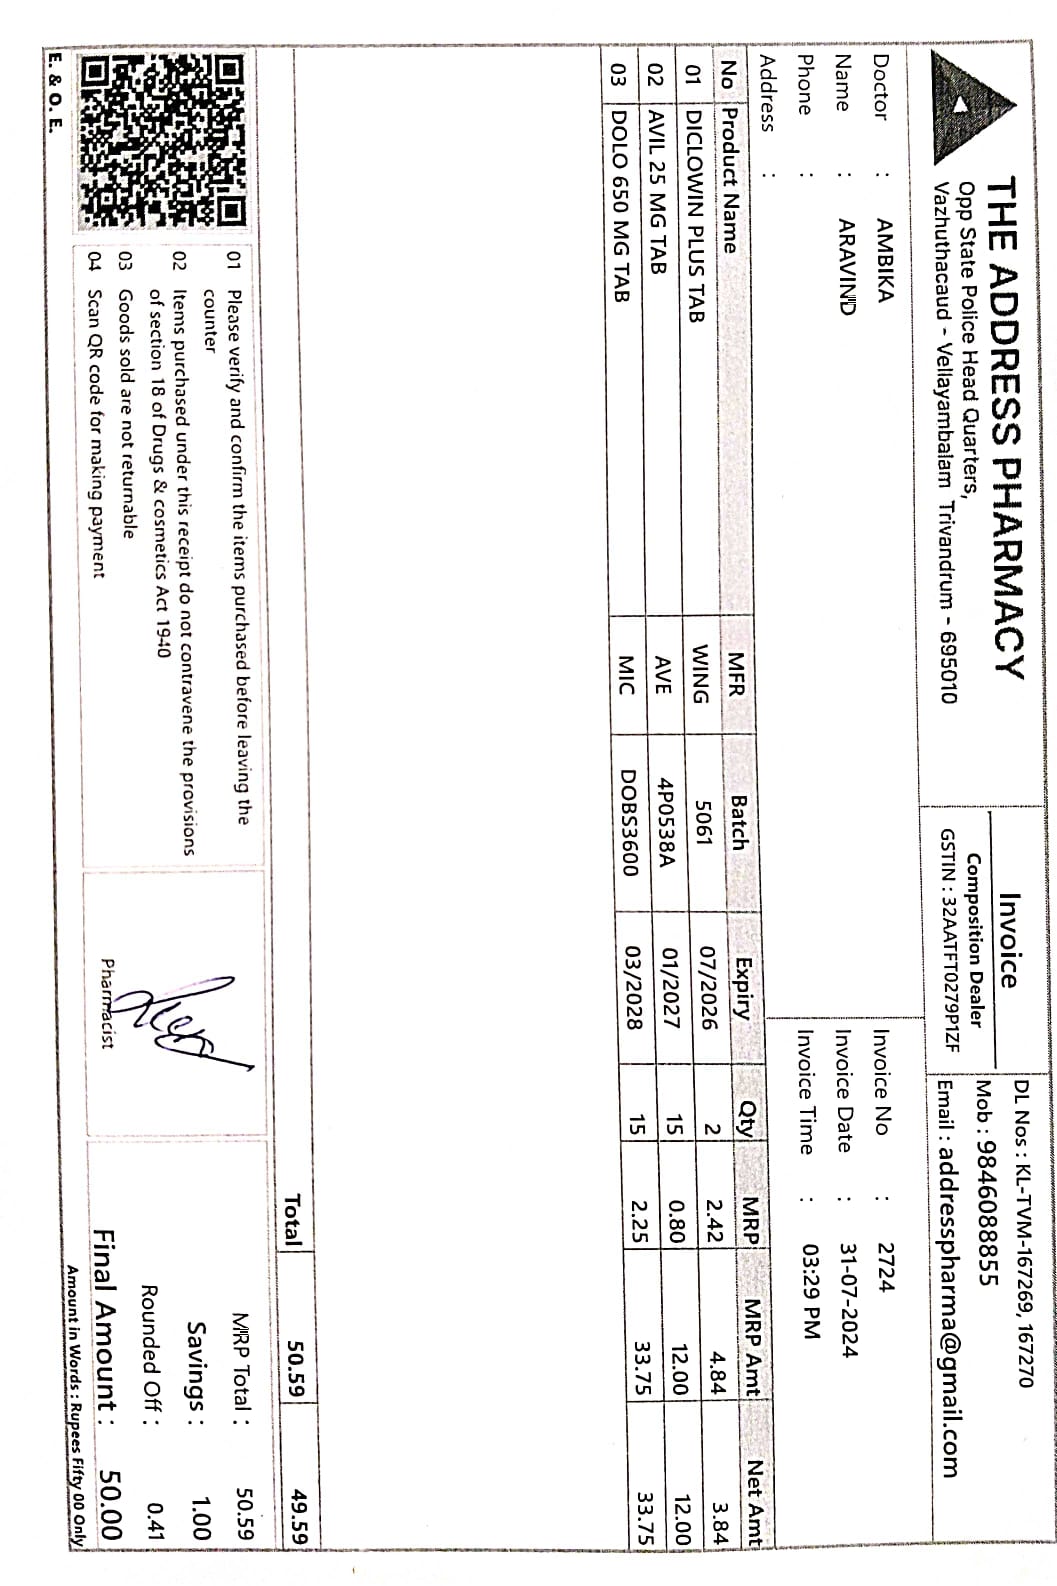 THE ADDRESS PHARMACY
Opp State Police Head Quarters,
Vazhuthacaud - Vellayambalam Trivandrum - 695010
Invoice
Composition Dealer
GSTIN : 32AATFT0279P1ZF
DL Nos : KL-TVM-167269, 167270
Mob : 9846088855
Email : addresspharma@gmail.com
Doctor : AMBIKA
Name : ARAVIND
Phone :
Address :
Invoice No : 2724
Invoice Date : 31-07-2024
Invoice Time : 03:29 PM
No Product Name MFR Batch Expiry Qty MRP MRP Amt Net Amt
01 DICLOWIN PLUS TAB WING 5061 07/2026 2 2.42 4.84 3.84
02 AVIL 25 MG TAB AVE 4P0538A 01/2027 15 0.80 12.00 12.00
03 DOLO 650 MG TAB MIC DOBS3600 03/2028 15 2.25 33.75 33.75
Total 50.59 49.59
01 Please verify and confirm the items purchased before leaving the
counter
02 Items purchased under this receipt do not contravene the provisions
of section 18 of Drugs & cosmetics Act 1940
03 Goods sold are not returnable
04 Scan QR code for making payment
Pharmacist
MRP Total : 50.59
Savings : 1.00
Rounded Off : 0.41
Final Amount : 50.00
Amount in Words : Rupees Fifty 00 Only
E. & O. E.